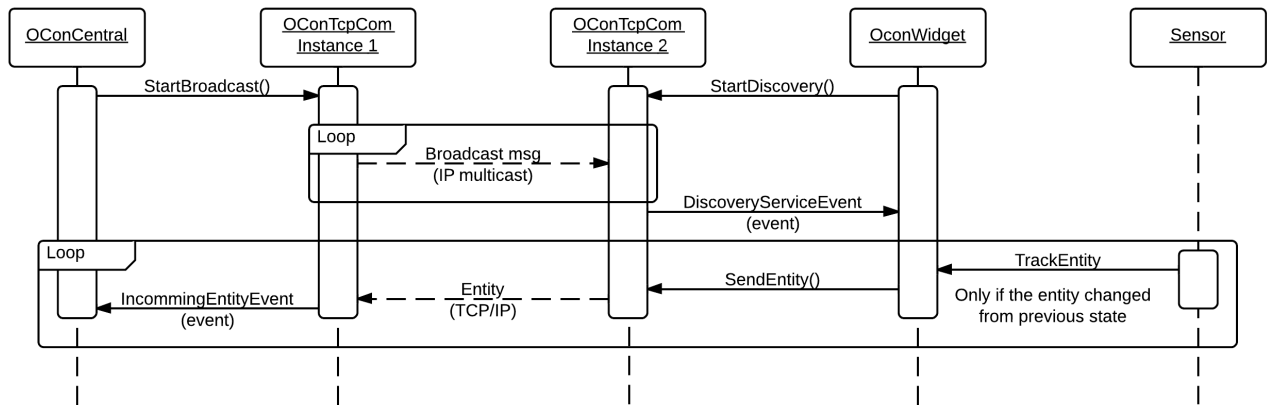 OConCentral
OConTcpCom
Instance 1
OConTcpCom
Instance 2
OconWidget
Sensor
StartBroadcast()
StartDiscovery()
Loop
Broadcast msg
(IP multicast)
DiscoveryServiceEvent
(event)
Loop
TrackEntity
SendEntity()
Only if the entity changed
from previous state
Entity
(TCP/IP)
IncommingEntityEvent
(event)